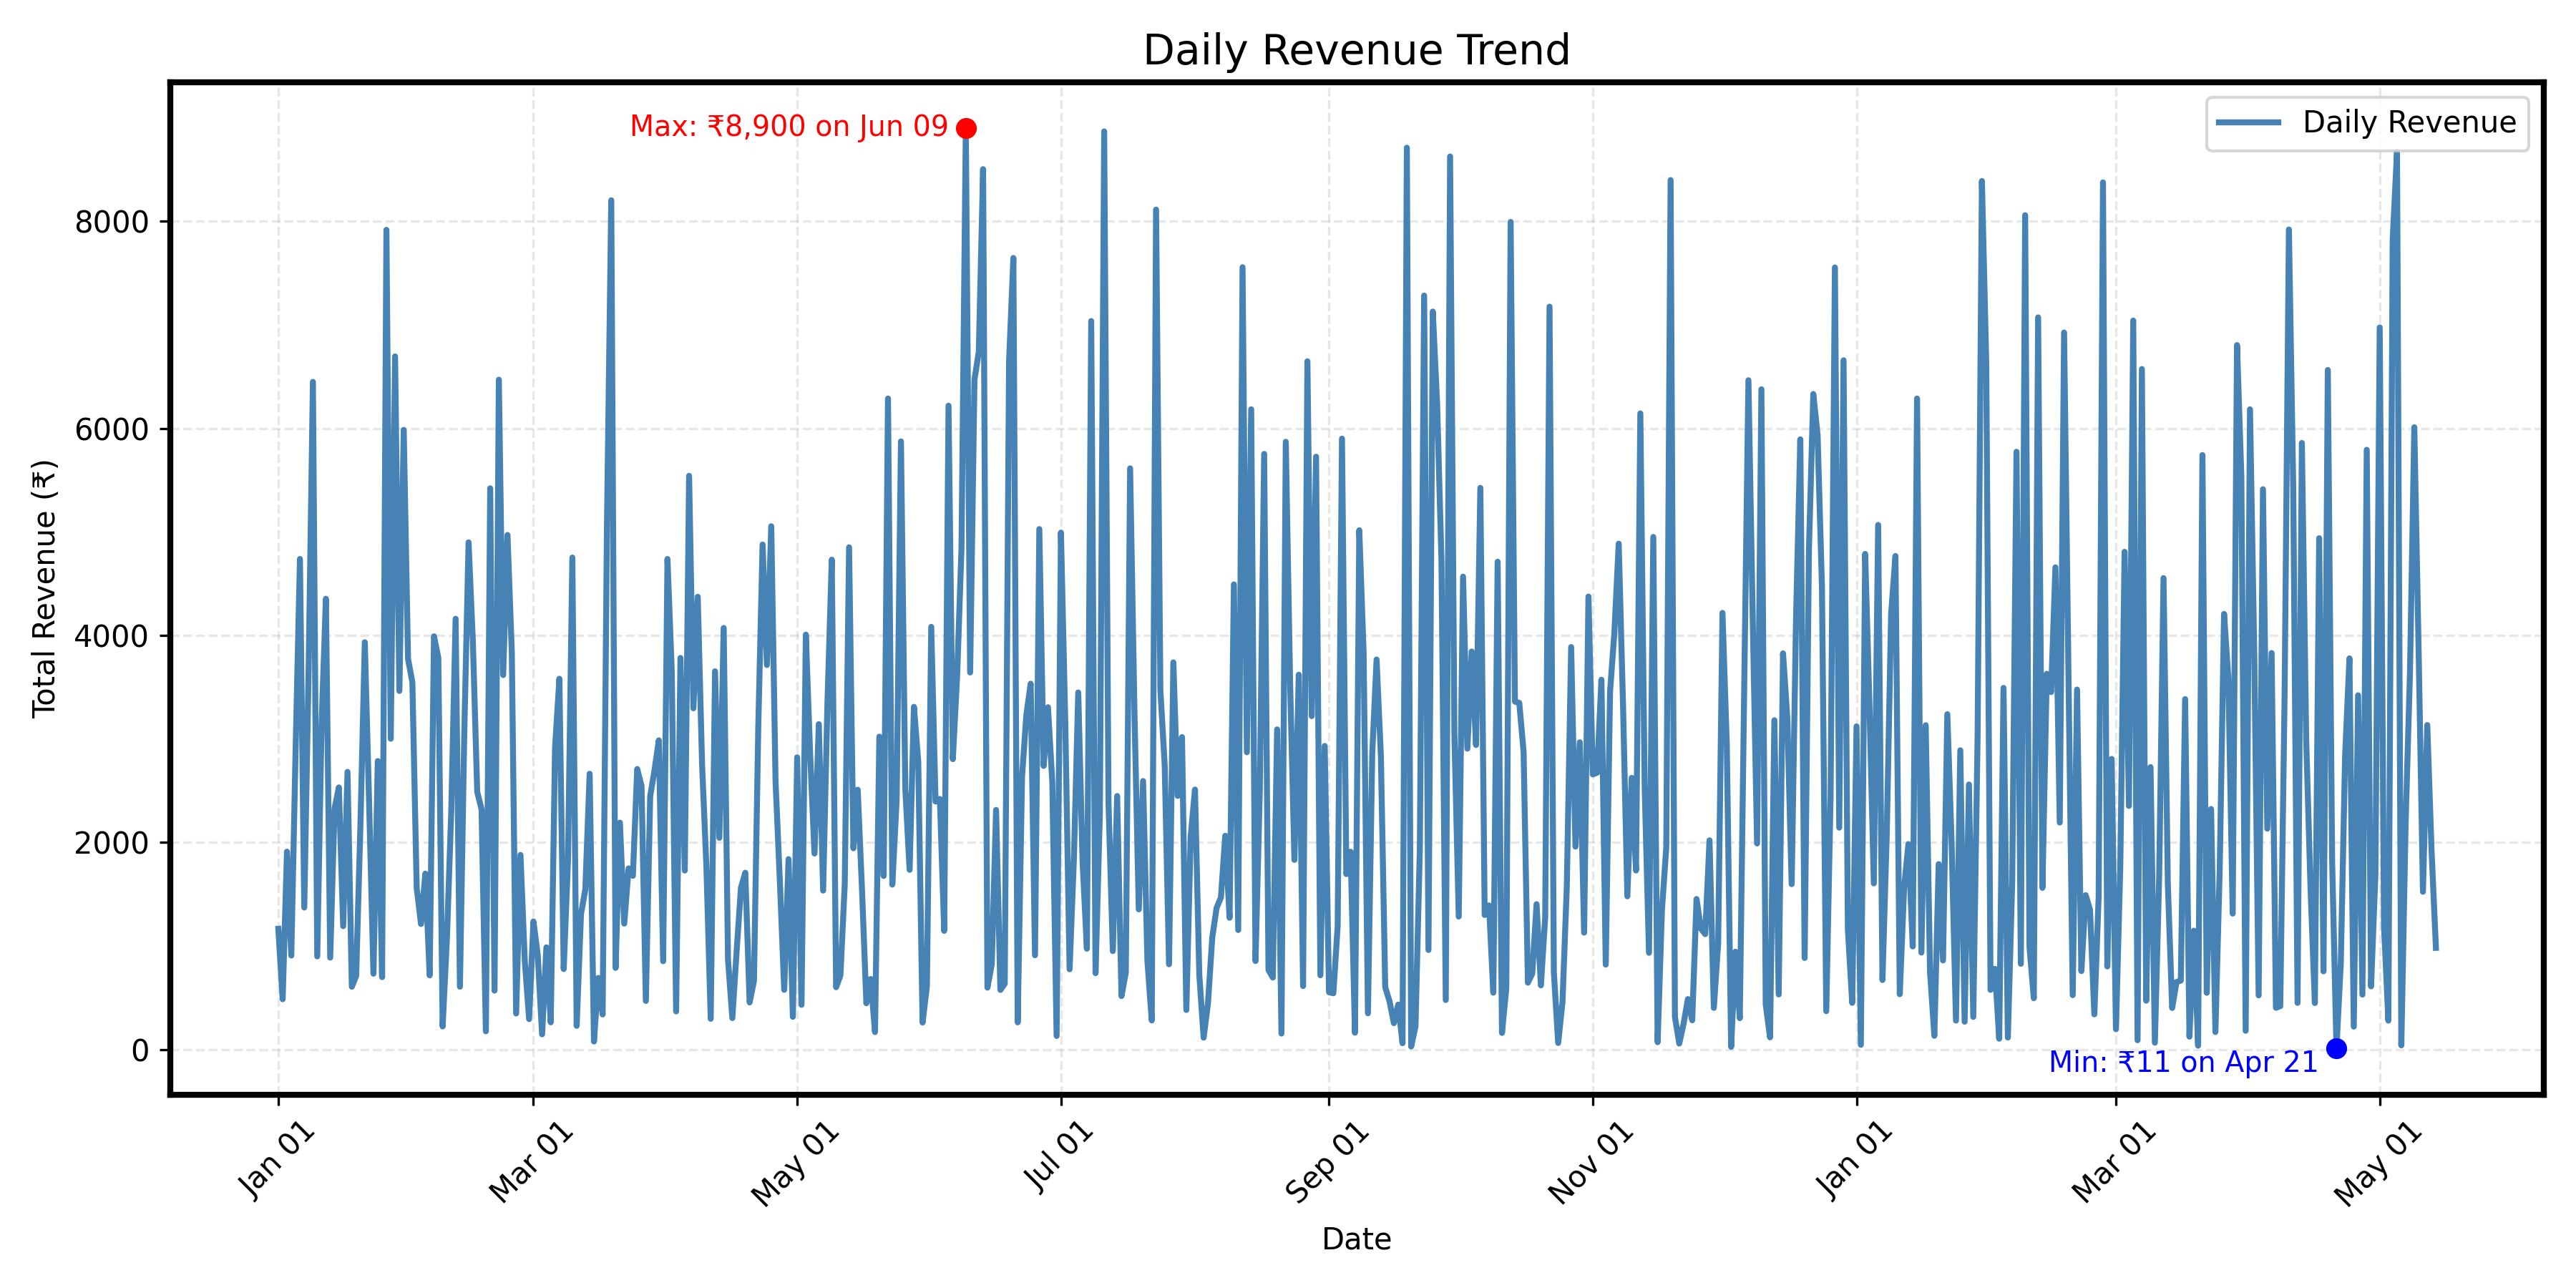 Daily Revenue Trend
Max: ₹8,900 on Jun 09
Daily Revenue
8000
6000
4000
2000
0
Total Revenue (₹)
Min: ₹11 on Apr 21
Jan 01
Mar 01
May 01
Jul 01
Sep 01
Nov 01
Jan 01
Mar 01
May 01
Date